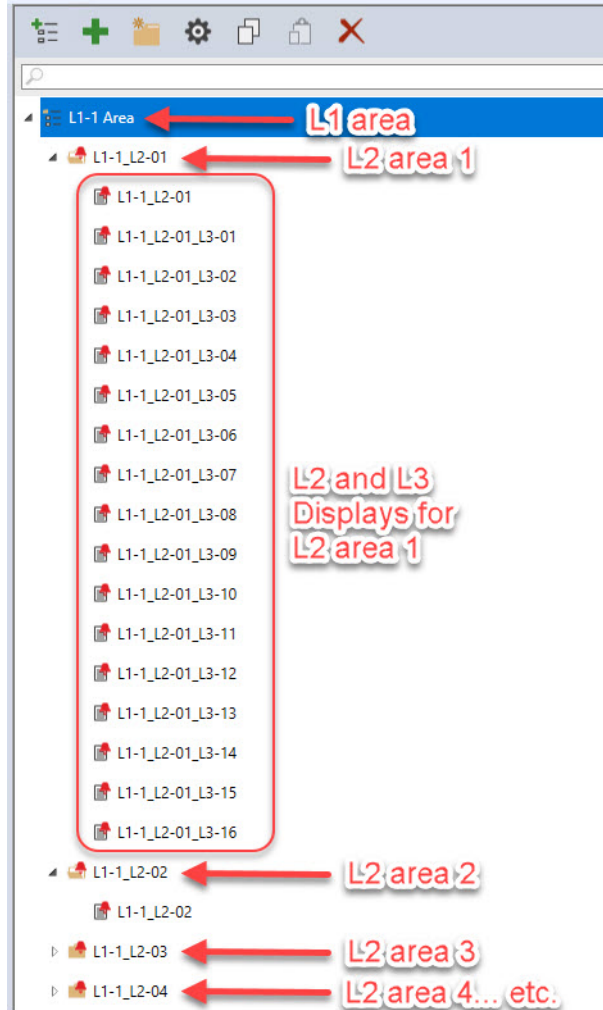 L1-1 Area
L1 area
L1-1_L2-01
L2 area 1
L1-1_L2-01
L1-1_L2-01_L3-01
L1-1_L2-01_L3-02
L1-1_L2-01_L3-03
L1-1_L2-01_L3-04
L1-1_L2-01_L3-05
L1-1_L2-01_L3-06
L1-1_L2-01_L3-07
L1-1_L2-01_L3-08
L1-1_L2-01_L3-09
L1-1_L2-01_L3-10
L1-1_L2-01_L3-11
L1-1_L2-01_L3-12
L1-1_L2-01_L3-13
L1-1_L2-01_L3-14
L1-1_L2-01_L3-15
L1-1_L2-01_L3-16
L2 and L3
Displays for
L2 area 1
L1-1_L2-02
L2 area 2
L1-1_L2-02
L1-1_L2-03
L2 area 3
L1-1_L2-04
L2 area 4... etc.